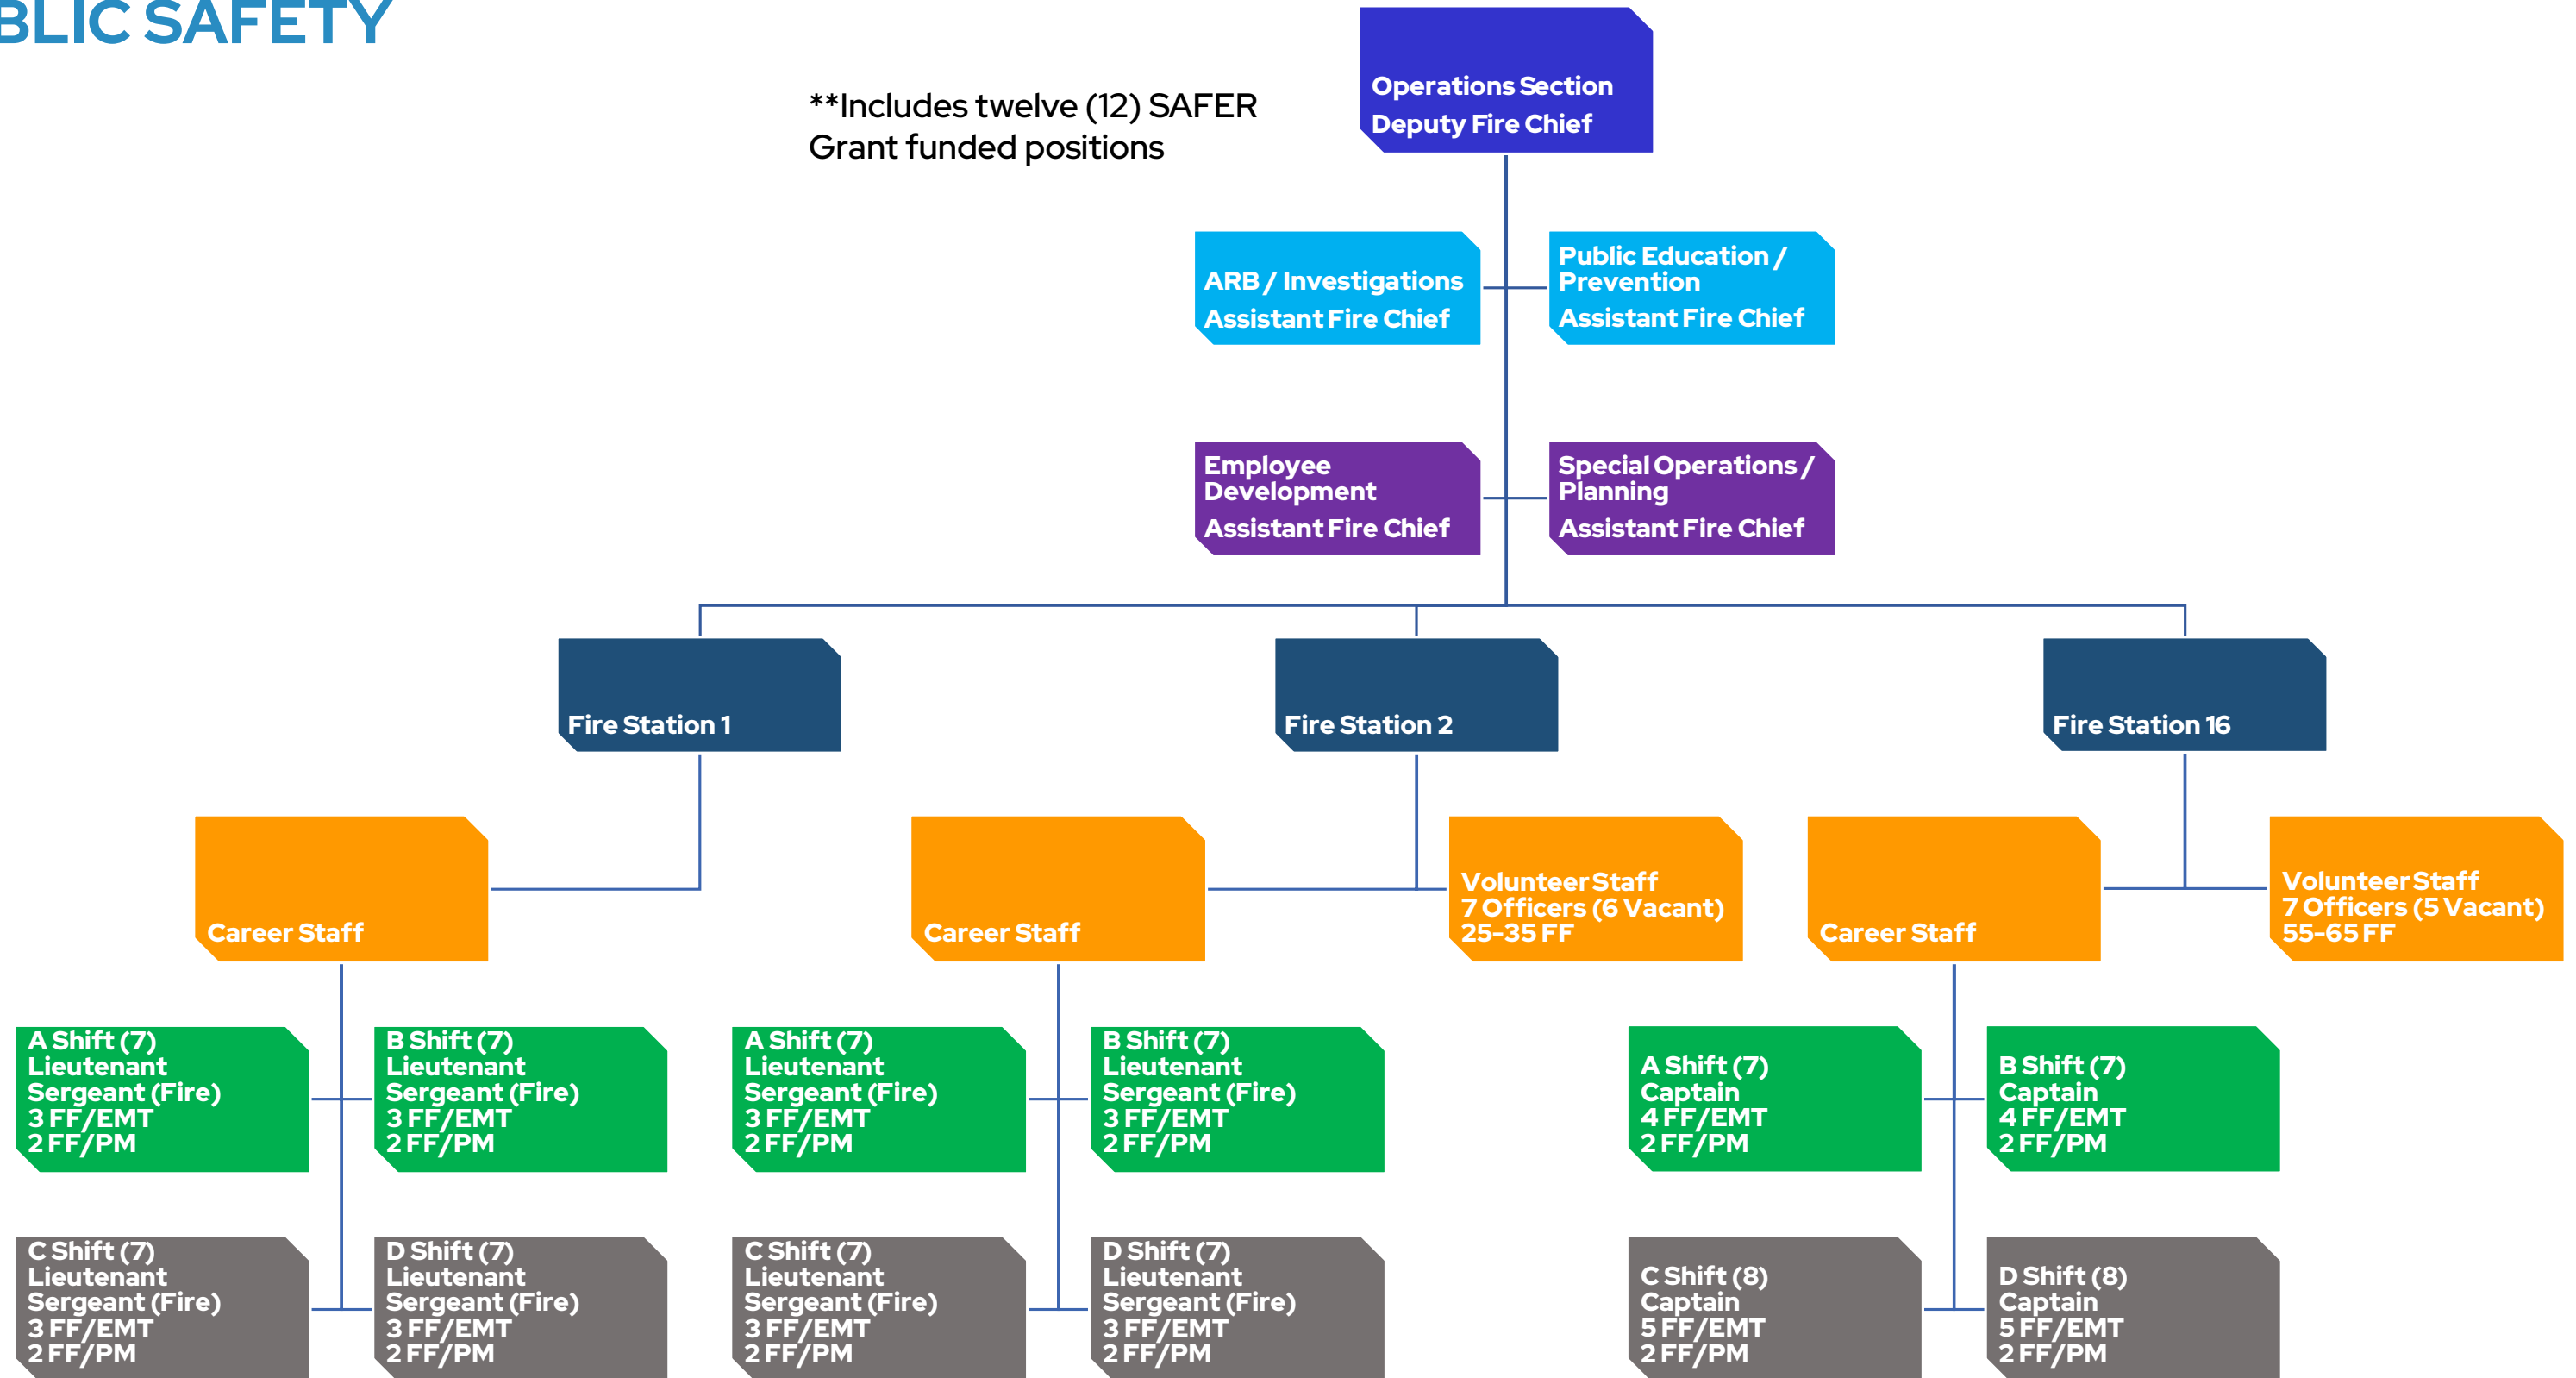 BLIC SAFETY
**Includes twelve (12) SAFER
Grant funded positions
Operations Section
Deputy Fire Chief
ARB / Investigations
Assistant Fire Chief
Public Education /
Prevention
Assistant Fire Chief
Employee
Development
Assistant Fire Chief
Special Operations /
Planning
Assistant Fire Chief
Fire Station 1
Fire Station 2
Fire Station 16
Career Staff
Career Staff
Volunteer Staff
7 Officers (6 Vacant)
25-35 FF
Career Staff
Volunteer Staff
7 Officers (5 Vacant)
55-65 FF
A Shift (7)
Lieutenant
Sergeant (Fire)
3 FF/EMT
2 FF/PM
B Shift (7)
Lieutenant
Sergeant (Fire)
3 FF/EMT
2 FF/PM
A Shift (7)
Lieutenant
Sergeant (Fire)
3 FF/EMT
2 FF/PM
B Shift (7)
Lieutenant
Sergeant (Fire)
3 FF/EMT
2 FF/PM
A Shift (7)
Captain
4 FF/EMT
2 FF/PM
B Shift (7)
Captain
4 FF/EMT
2 FF/PM
C Shift (7)
Lieutenant
Sergeant (Fire)
3 FF/EMT
2 FF/PM
D Shift (7)
Lieutenant
Sergeant (Fire)
3 FF/EMT
2 FF/PM
C Shift (7)
Lieutenant
Sergeant (Fire)
3 FF/EMT
2 FF/PM
D Shift (7)
Lieutenant
Sergeant (Fire)
3 FF/EMT
2 FF/PM
C Shift (8)
Captain
5 FF/EMT
2 FF/PM
D Shift (8)
Captain
5 FF/EMT
2 FF/PM